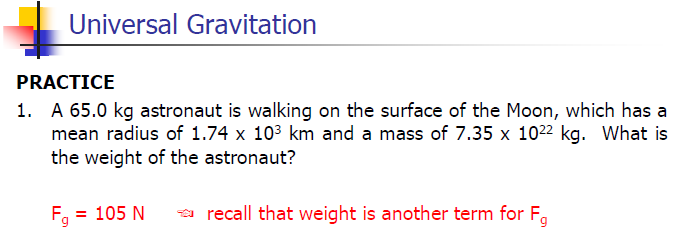 Universal Gravitation
PRACTICE
1. A 65.0 kg astronaut is walking on the surface of the Moon, which has a
mean radius of 1.74 x 10³ km and a mass of 7.35 x 10²² kg. What is
the weight of the astronaut?
Fg = 105 N ☜ recall that weight is another term for Fg